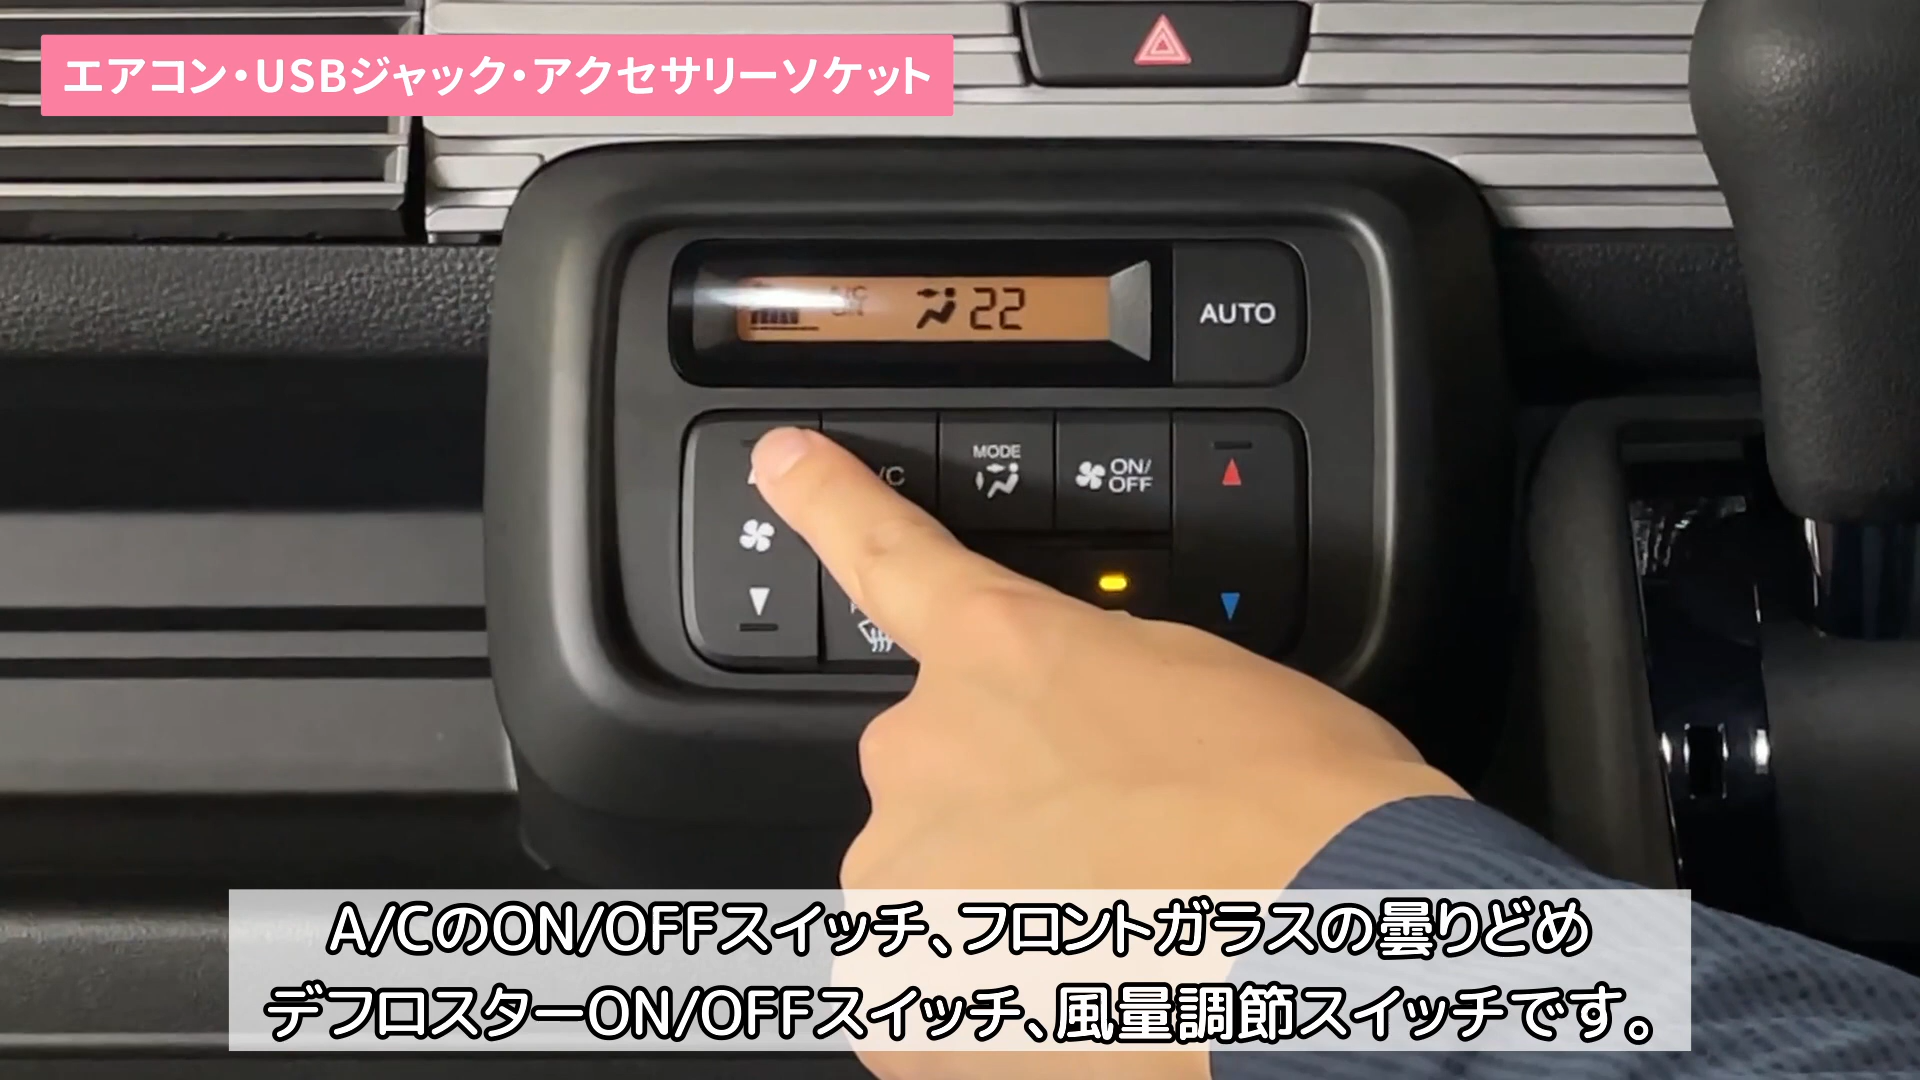 エアコン・USBジャック・アクセサリーソケット
22
AUTO
MODE
/C
ON/
OFF
A/CのON/OFFスイッチ、フロントガラスの曇りどめ
デフロスターON/OFFスイッチ、風量調節スイッチです。